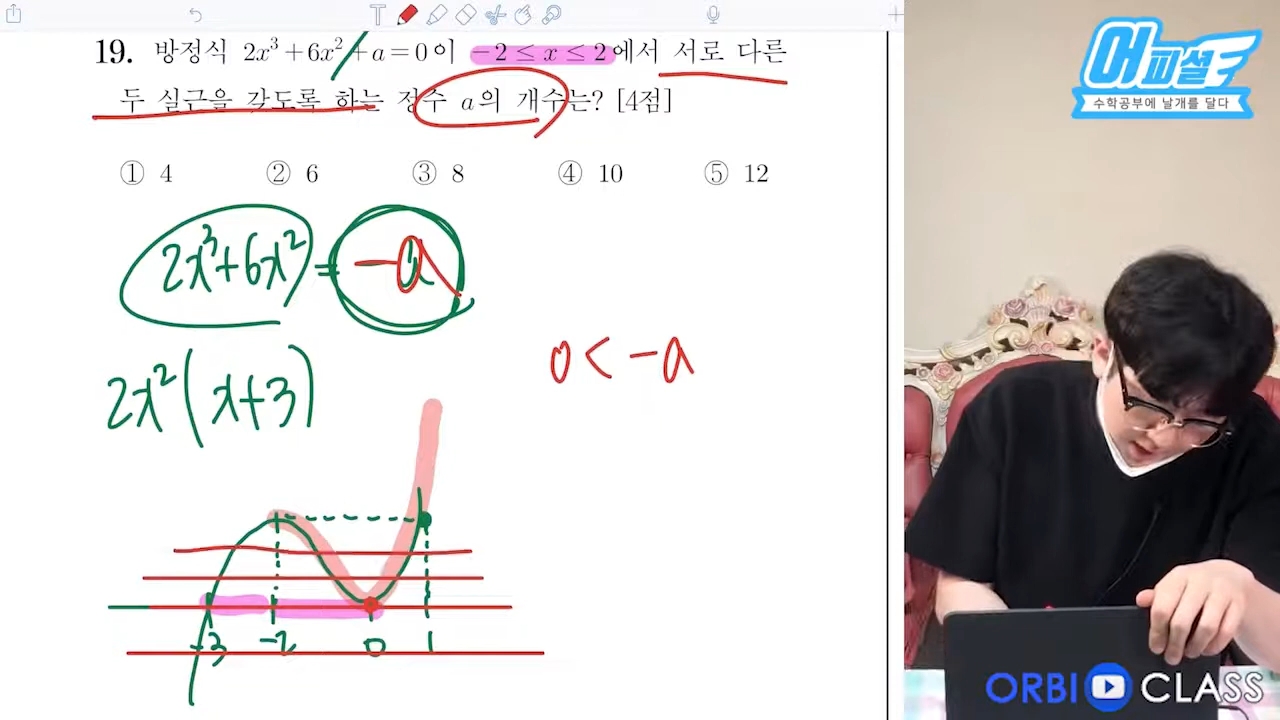 19. 방정식 2x³+6x²+a=0이 -2≤x≤2에서 서로 다른
두 실근을 갖도록 하는 정수 a의 개수는? [4점]
① 4 ② 6 ③ 8 ④ 10 ⑤ 12
2x³+6x²=-a
0<-a
2x²(x+3)
-3 -2 0 1
어피셜
수학공부에 날개를 달다
ORBI CLASS